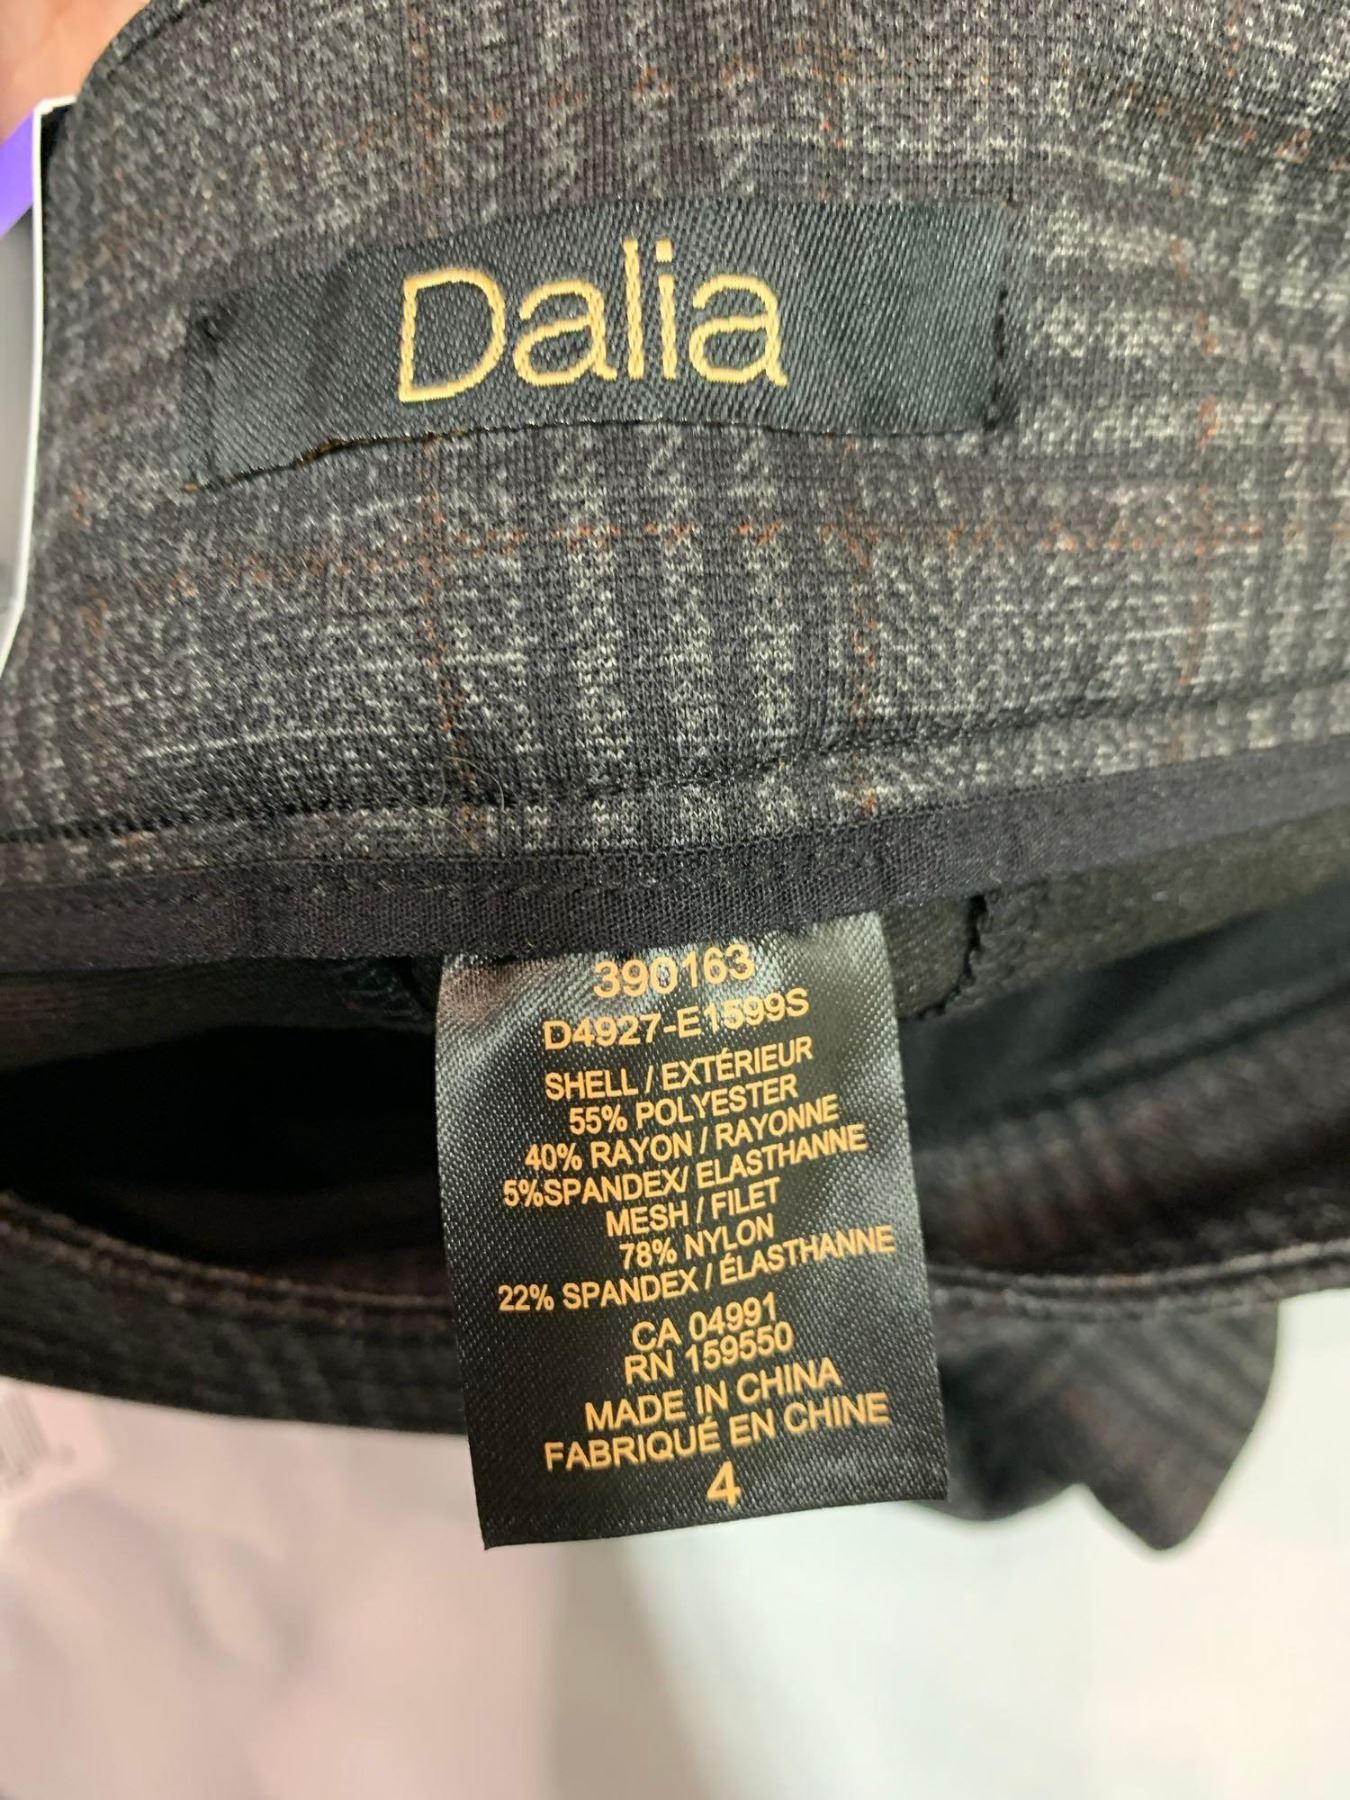 Dalia
390163
D4927-E1599S
SHELL / EXTÉRIEUR
55% POLYESTER
40% RAYON / RAYONNE
5%SPANDEX/ ELASTHANNE
MESH / FILET
78% NYLON
22% SPANDEX / ÉLASTHANNE
CA 04991
RN 159550
MADE IN CHINA
FABRIQUÉ EN CHINE
4